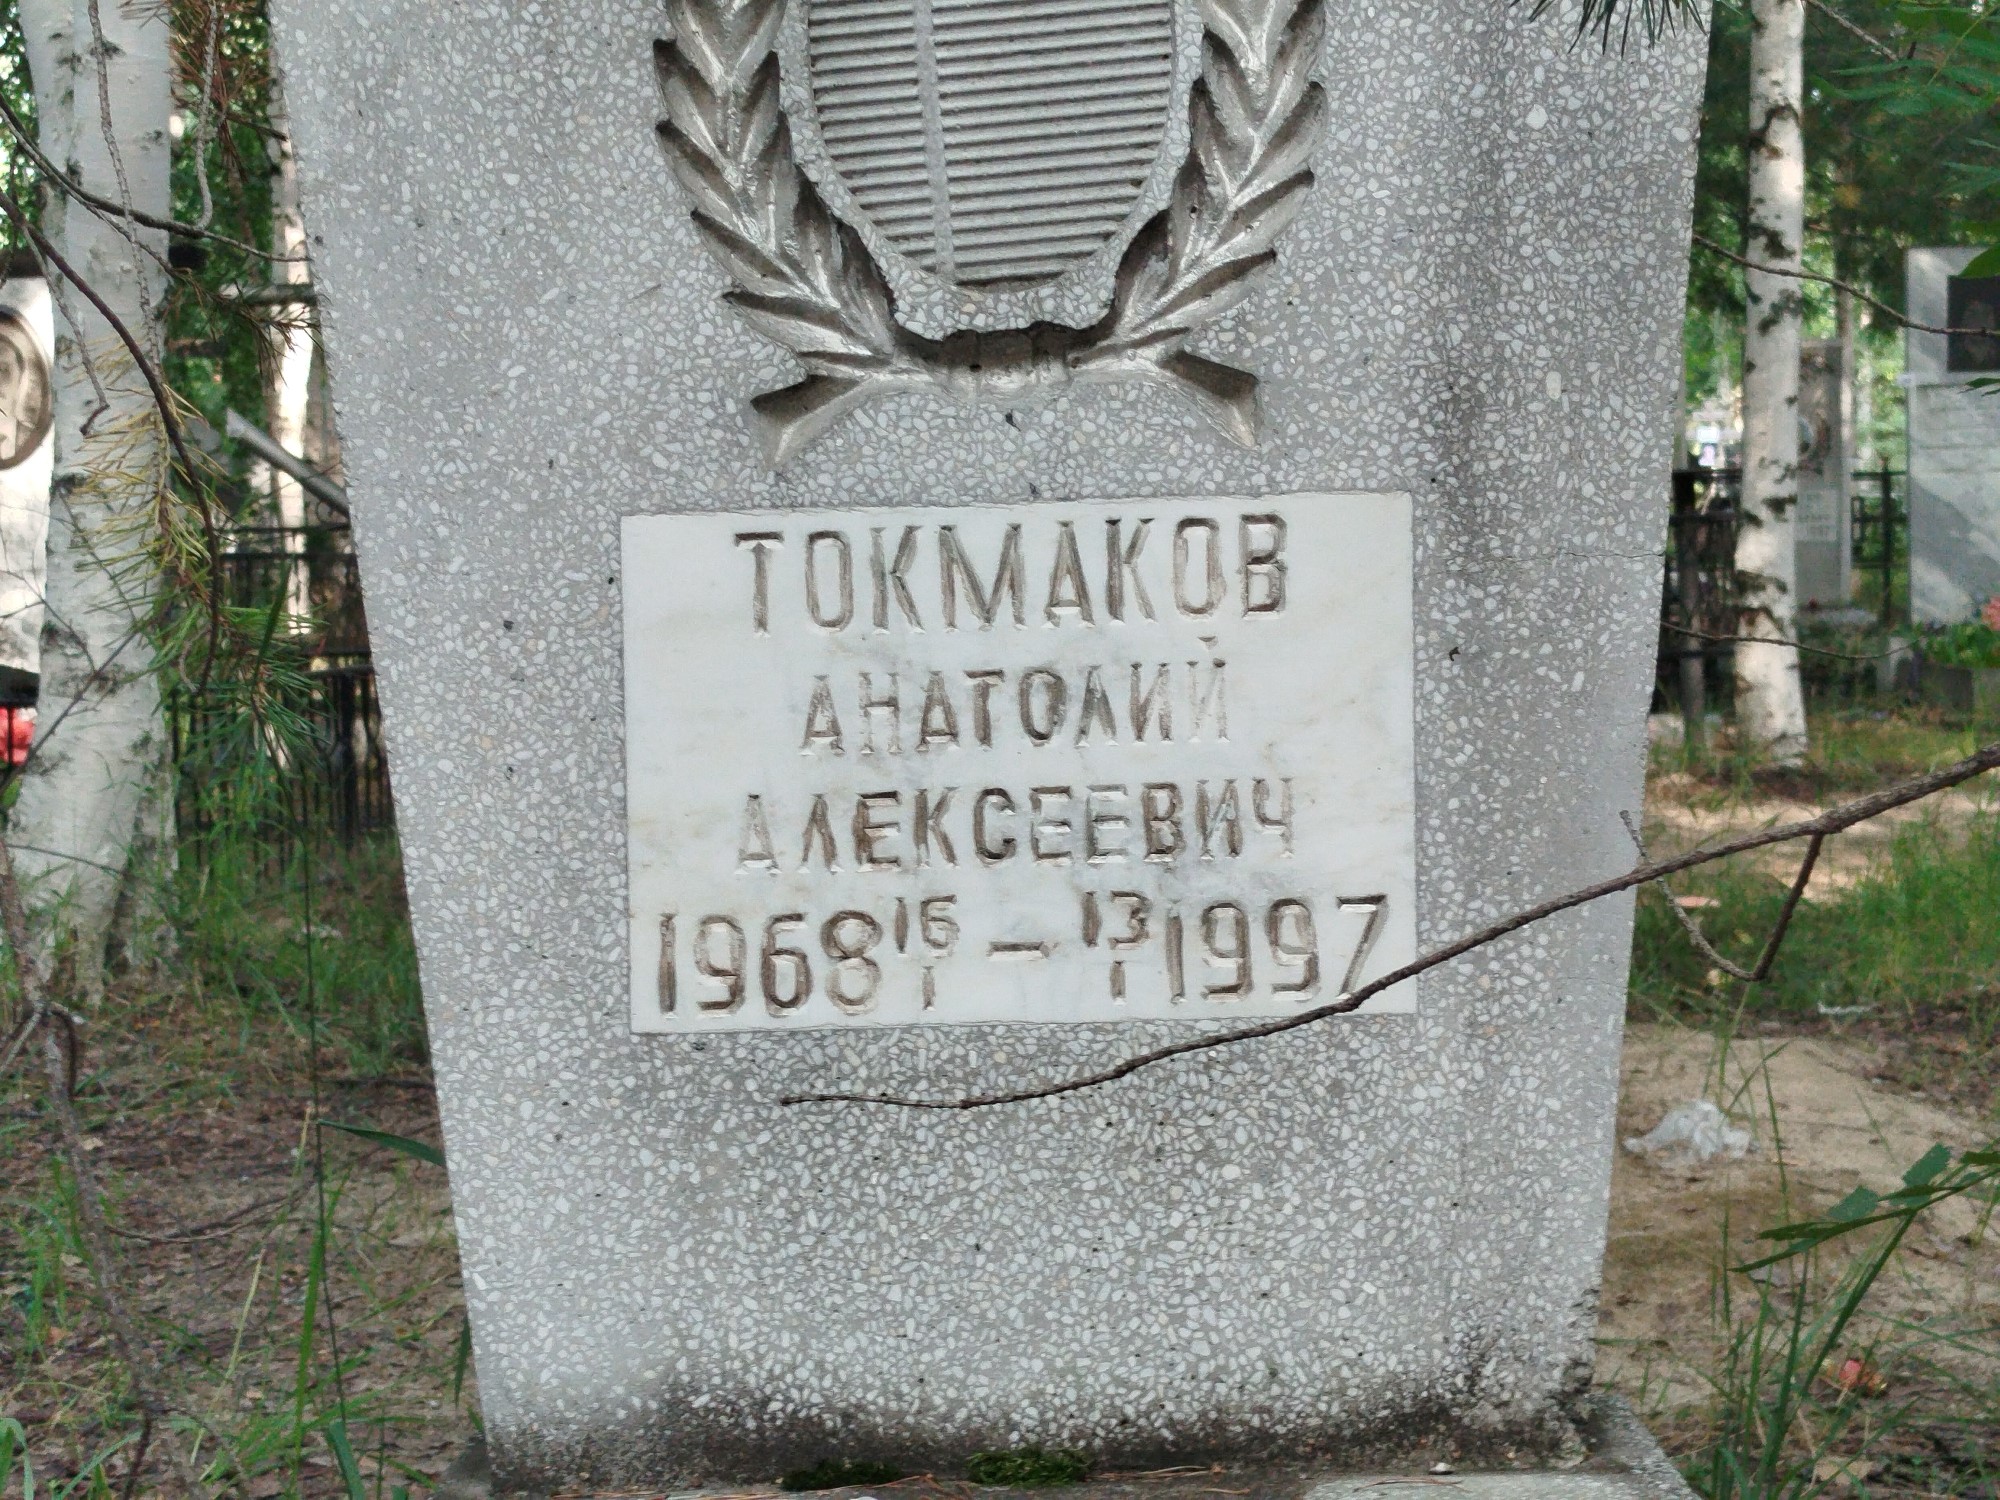 ТОКМАКОВ
АНАТОЛИЙ
АЛЕКСЕЕВИЧ
1968 16/I – 13/I 1997